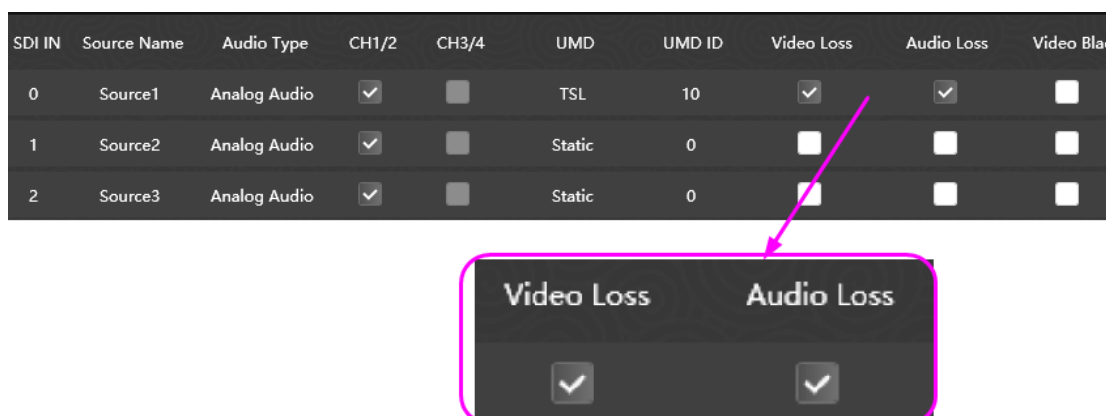 SDI IN Source Name Audio Type CH1/2 CH3/4 UMD UMD ID Video Loss Audio Loss Video Bla
0 Source1 Analog Audio TSL 10
1 Source2 Analog Audio Static 0
2 Source3 Analog Audio Static 0
Video Loss Audio Loss